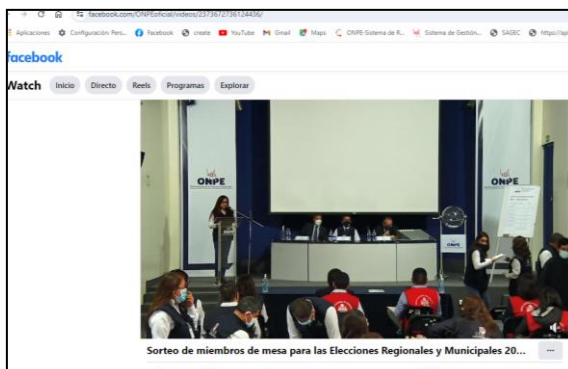 facebook.com/ONPEoficial/videos/2373672736124436/
Aplicaciones Configuración Pers... Facebook create YouTube Gmail Maps ONPE-Sistema de R... Sistema de Gestión... SAGEC https://ap
facebook
Watch Inicio Directo Reels Programas Explorar
ONPE
ONPE
ONPE
Sorteo de miembros de mesa para las Elecciones Regionales y Municipales 20... ...